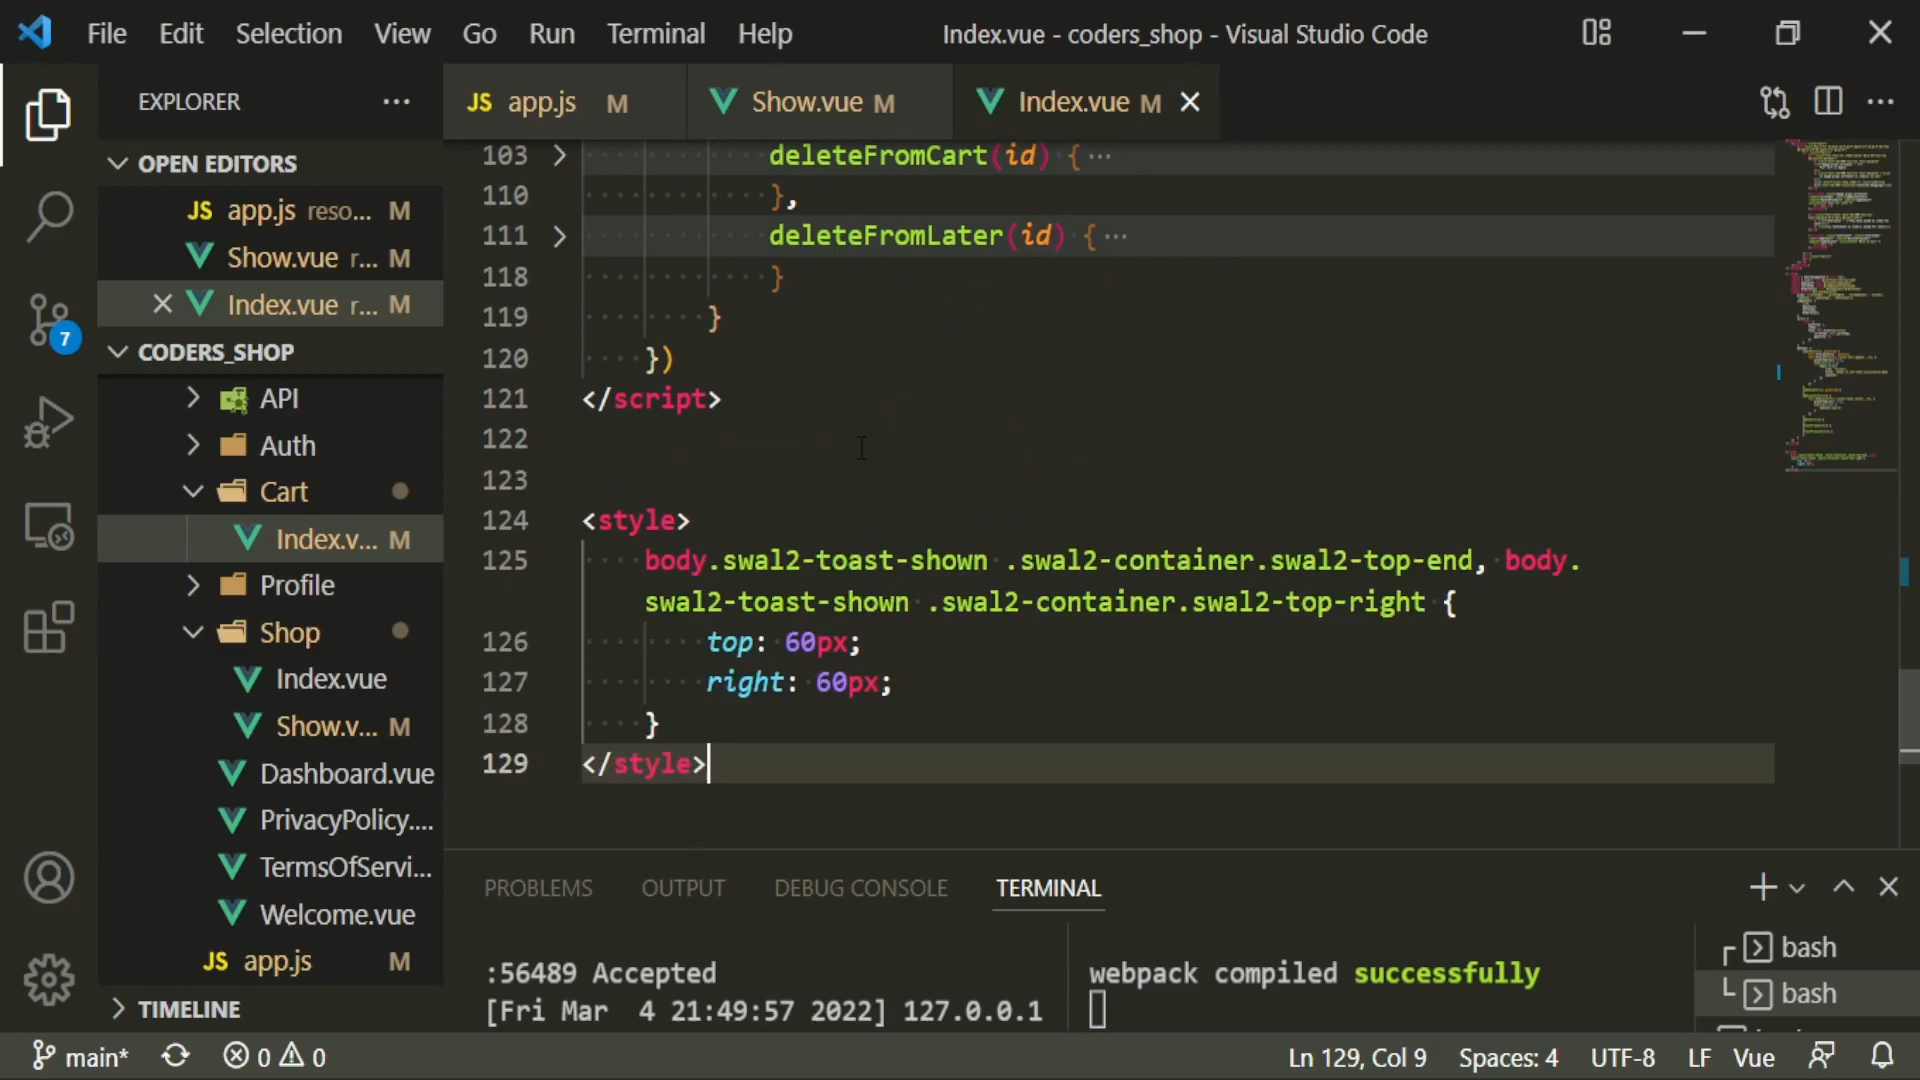 File Edit Selection View Go Run Terminal Help
Index.vue - coders_shop - Visual Studio Code
EXPLORER ...
OPEN EDITORS
JS app.js reso... M
Show.vue r... M
Index.vue r... M
CODERS_SHOP
API
Auth
Cart
Index.v... M
Profile
Shop
Index.vue
Show.v... M
Dashboard.vue
PrivacyPolicy....
TermsOfServi...
Welcome.vue
JS app.js M
TIMELINE
7
JS app.js M
Show.vue M
Index.vue M
103 deleteFromCart(id) {...
110 },
111 deleteFromLater(id) {...
118 }
119 }
120 })
121 </script>
122
123
124 <style>
125 body.swal2-toast-shown .swal2-container.swal2-top-end, body.
swal2-toast-shown .swal2-container.swal2-top-right {
126 top: 60px;
127 right: 60px;
128 }
129 </style>
PROBLEMS OUTPUT DEBUG CONSOLE TERMINAL
:56489 Accepted
[Fri Mar  4 21:49:57 2022] 127.0.0.1
webpack compiled successfully
bash
bash
main* 0 0
Ln 129, Col 9 Spaces: 4 UTF-8 LF Vue